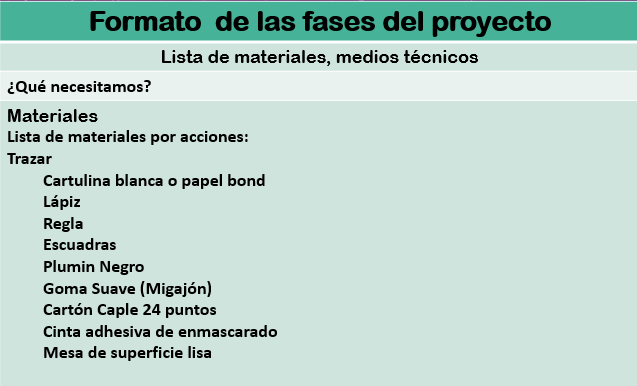 Formato de las fases del proyecto
Lista de materiales, medios técnicos
¿Qué necesitamos?
Materiales
Lista de materiales por acciones:
Trazar
Cartulina blanca o papel bond
Lápiz
Regla
Escuadras
Plumin Negro
Goma Suave (Migajón)
Cartón Caple 24 puntos
Cinta adhesiva de enmascarado
Mesa de superficie lisa